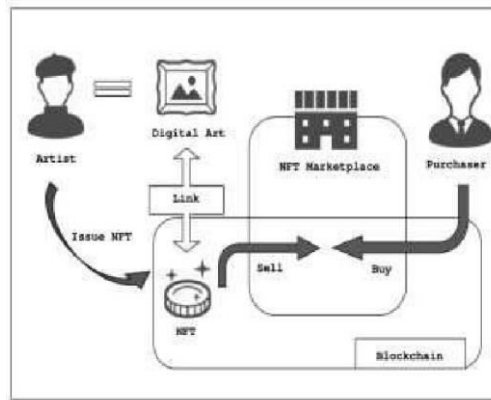 Digital Art
Artist
NFT Marketplace
Purchaser
Link
Issue NFT
Sell
Buy
NFT
Blockchain